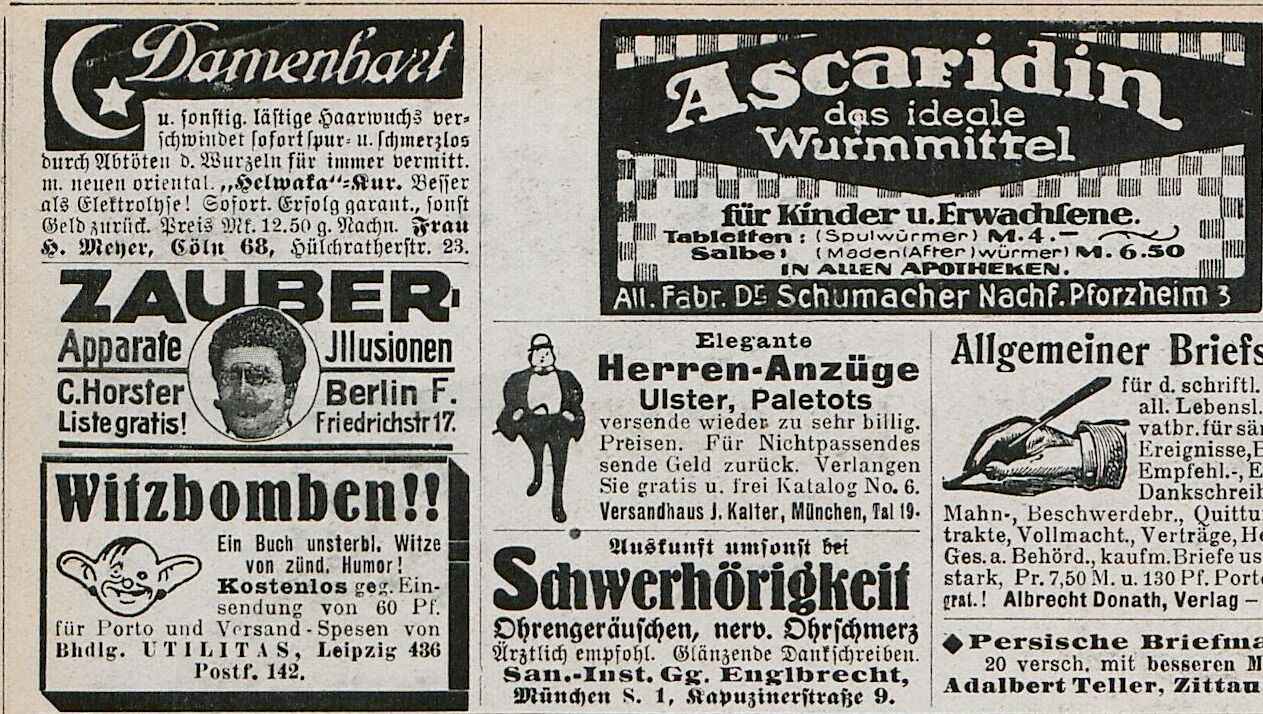 Damenbart
u. sonstig. lästige Haarwuchs ver-
schwindet sofort spur- u. schmerzlos
durch Abtöten d. Wurzeln für immer vermitt.
m. neuen oriental. „Helwaka"-Kur. Besser
als Elektrolyse! Sofort. Erfolg garant., sonst
Geld zurück. Preis Mk. 12.50 g. Nachn. Frau
H. Meyer, Cöln 68, Hülchratherstr. 23.
ZAUBER-
Apparate Jllusionen
C. Horster Berlin F.
Liste gratis! Friedrichstr 17.
Witzbomben!!
Ein Buch unsterbl. Witze
von zünd. Humor!
Kostenlos geg. Ein-
sendung von 60 Pf.
für Porto und Versand-Spesen von
Bhdlg. UTILITAS, Leipzig 436
Postf. 142.
Ascaridin
das ideale
Wurmmittel
für Kinder u. Erwachsene.
Tabletten: (Spulwürmer) M. 4.–
Salbe: (Maden(After)würmer) M. 6.50
IN ALLEN APOTHEKEN.
All. Fabr. Dr. Schumacher Nachf. Pforzheim 3
Elegante
Herren-Anzüge
Ulster, Paletots
versende wieder zu sehr billig.
Preisen. Für Nichtpassendes
sende Geld zurück. Verlangen
Sie gratis u. frei Katalog No. 6.
Versandhaus J. Kalter, München, Tal 19.
Auskunft umsonst bei
Schwerhörigkeit
Ohrengeräuschen, nerv. Ohrschmerz
Ärztlich empfohl. Glänzende Dankschreiben.
San.-Inst. Gg. Englbrecht,
München S. 1, Kapuzinerstraße 9.
Allgemeiner Briefs
für d. schriftl.
all. Lebensl.
vatbr. für sä
Ereignisse, E
Empfehl.-, E
Dankschreib
Mahn-, Beschwerdebr., Quittu
trakte, Vollmacht., Verträge, He
Ges. a. Behörd., kaufm. Briefe us
stark, Pr. 7,50 M. u. 130 Pf. Porto
grat.! Albrecht Donath, Verlag –
◆ Persische Briefma
20 versch. mit besseren M
Adalbert Teller, Zittau